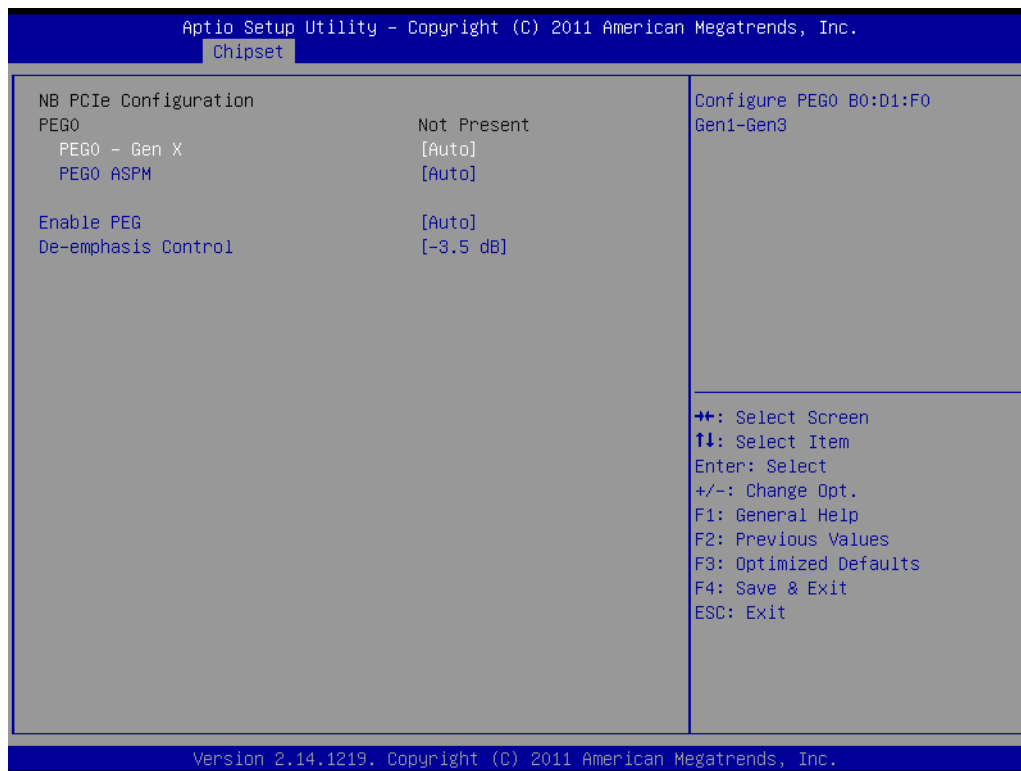 Aptio Setup Utility – Copyright (C) 2011 American Megatrends, Inc.
Chipset
NB PCIe Configuration
PEG0 Not Present
PEG0 – Gen X [Auto]
PEG0 ASPM [Auto]
Enable PEG [Auto]
De-emphasis Control [-3.5 dB]
Configure PEG0 B0:D1:F0
Gen1-Gen3
→←: Select Screen
↑↓: Select Item
Enter: Select
+/-: Change Opt.
F1: General Help
F2: Previous Values
F3: Optimized Defaults
F4: Save & Exit
ESC: Exit
Version 2.14.1219. Copyright (C) 2011 American Megatrends, Inc.